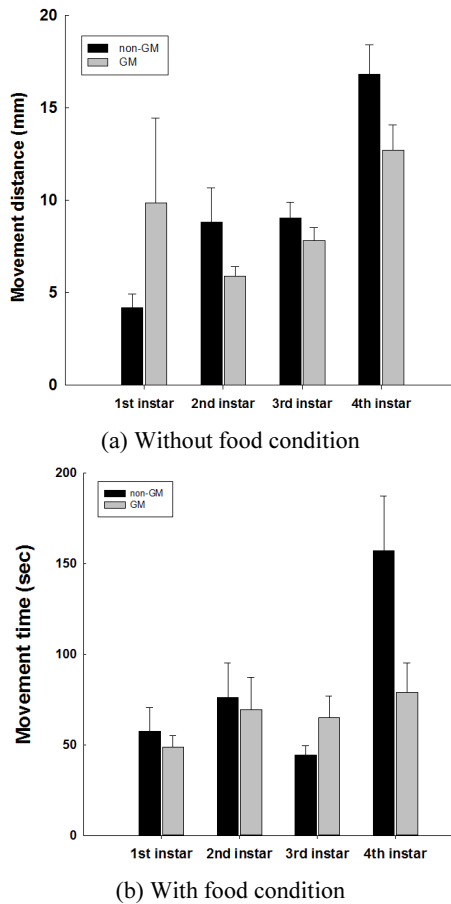 20
15
10
5
0
Movement distance (mm)
non-GM
GM
1st instar 2nd instar 3rd instar 4th instar
(a) Without food condition
200
150
100
50
0
Movement time (sec)
non-GM
GM
1st instar 2nd instar 3rd instar 4th instar
(b) With food condition